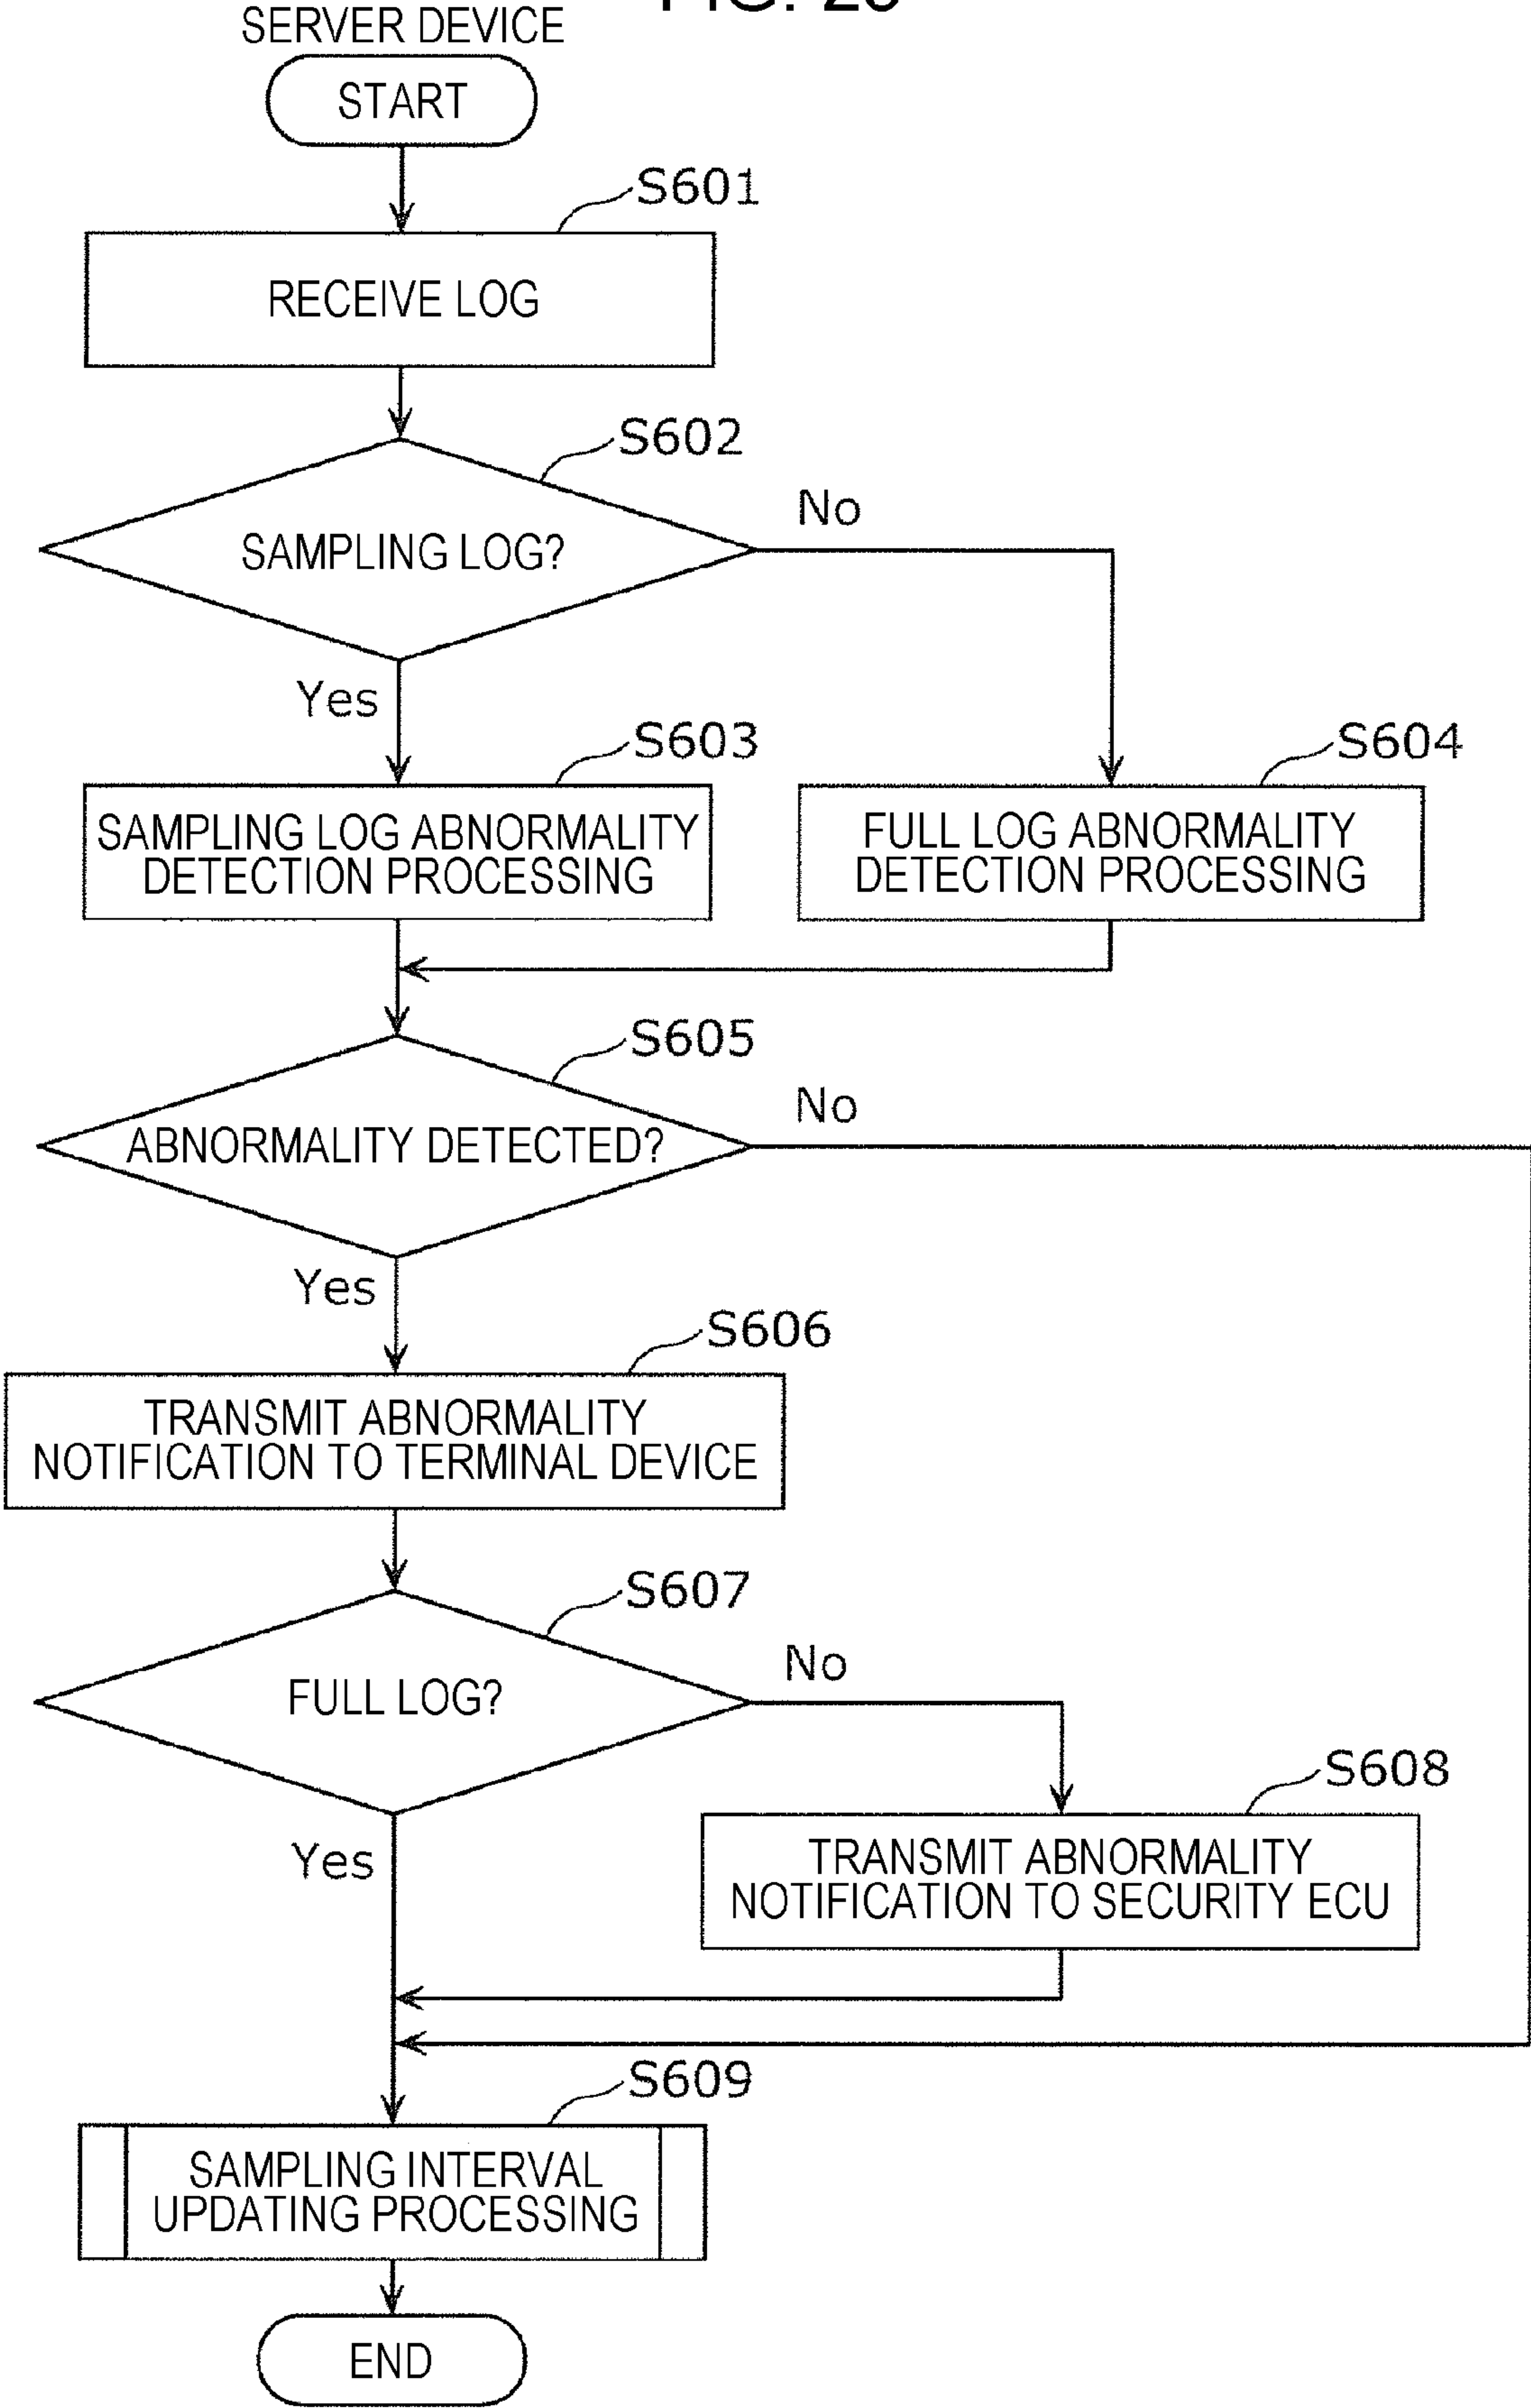 SERVER DEVICE
START
S601
RECEIVE LOG
S602
SAMPLING LOG?
No
Yes
S603
SAMPLING LOG ABNORMALITY
DETECTION PROCESSING
S604
FULL LOG ABNORMALITY
DETECTION PROCESSING
S605
ABNORMALITY DETECTED?
No
Yes
S606
TRANSMIT ABNORMALITY
NOTIFICATION TO TERMINAL DEVICE
S607
FULL LOG?
No
Yes
S608
TRANSMIT ABNORMALITY
NOTIFICATION TO SECURITY ECU
S609
SAMPLING INTERVAL
UPDATING PROCESSING
END